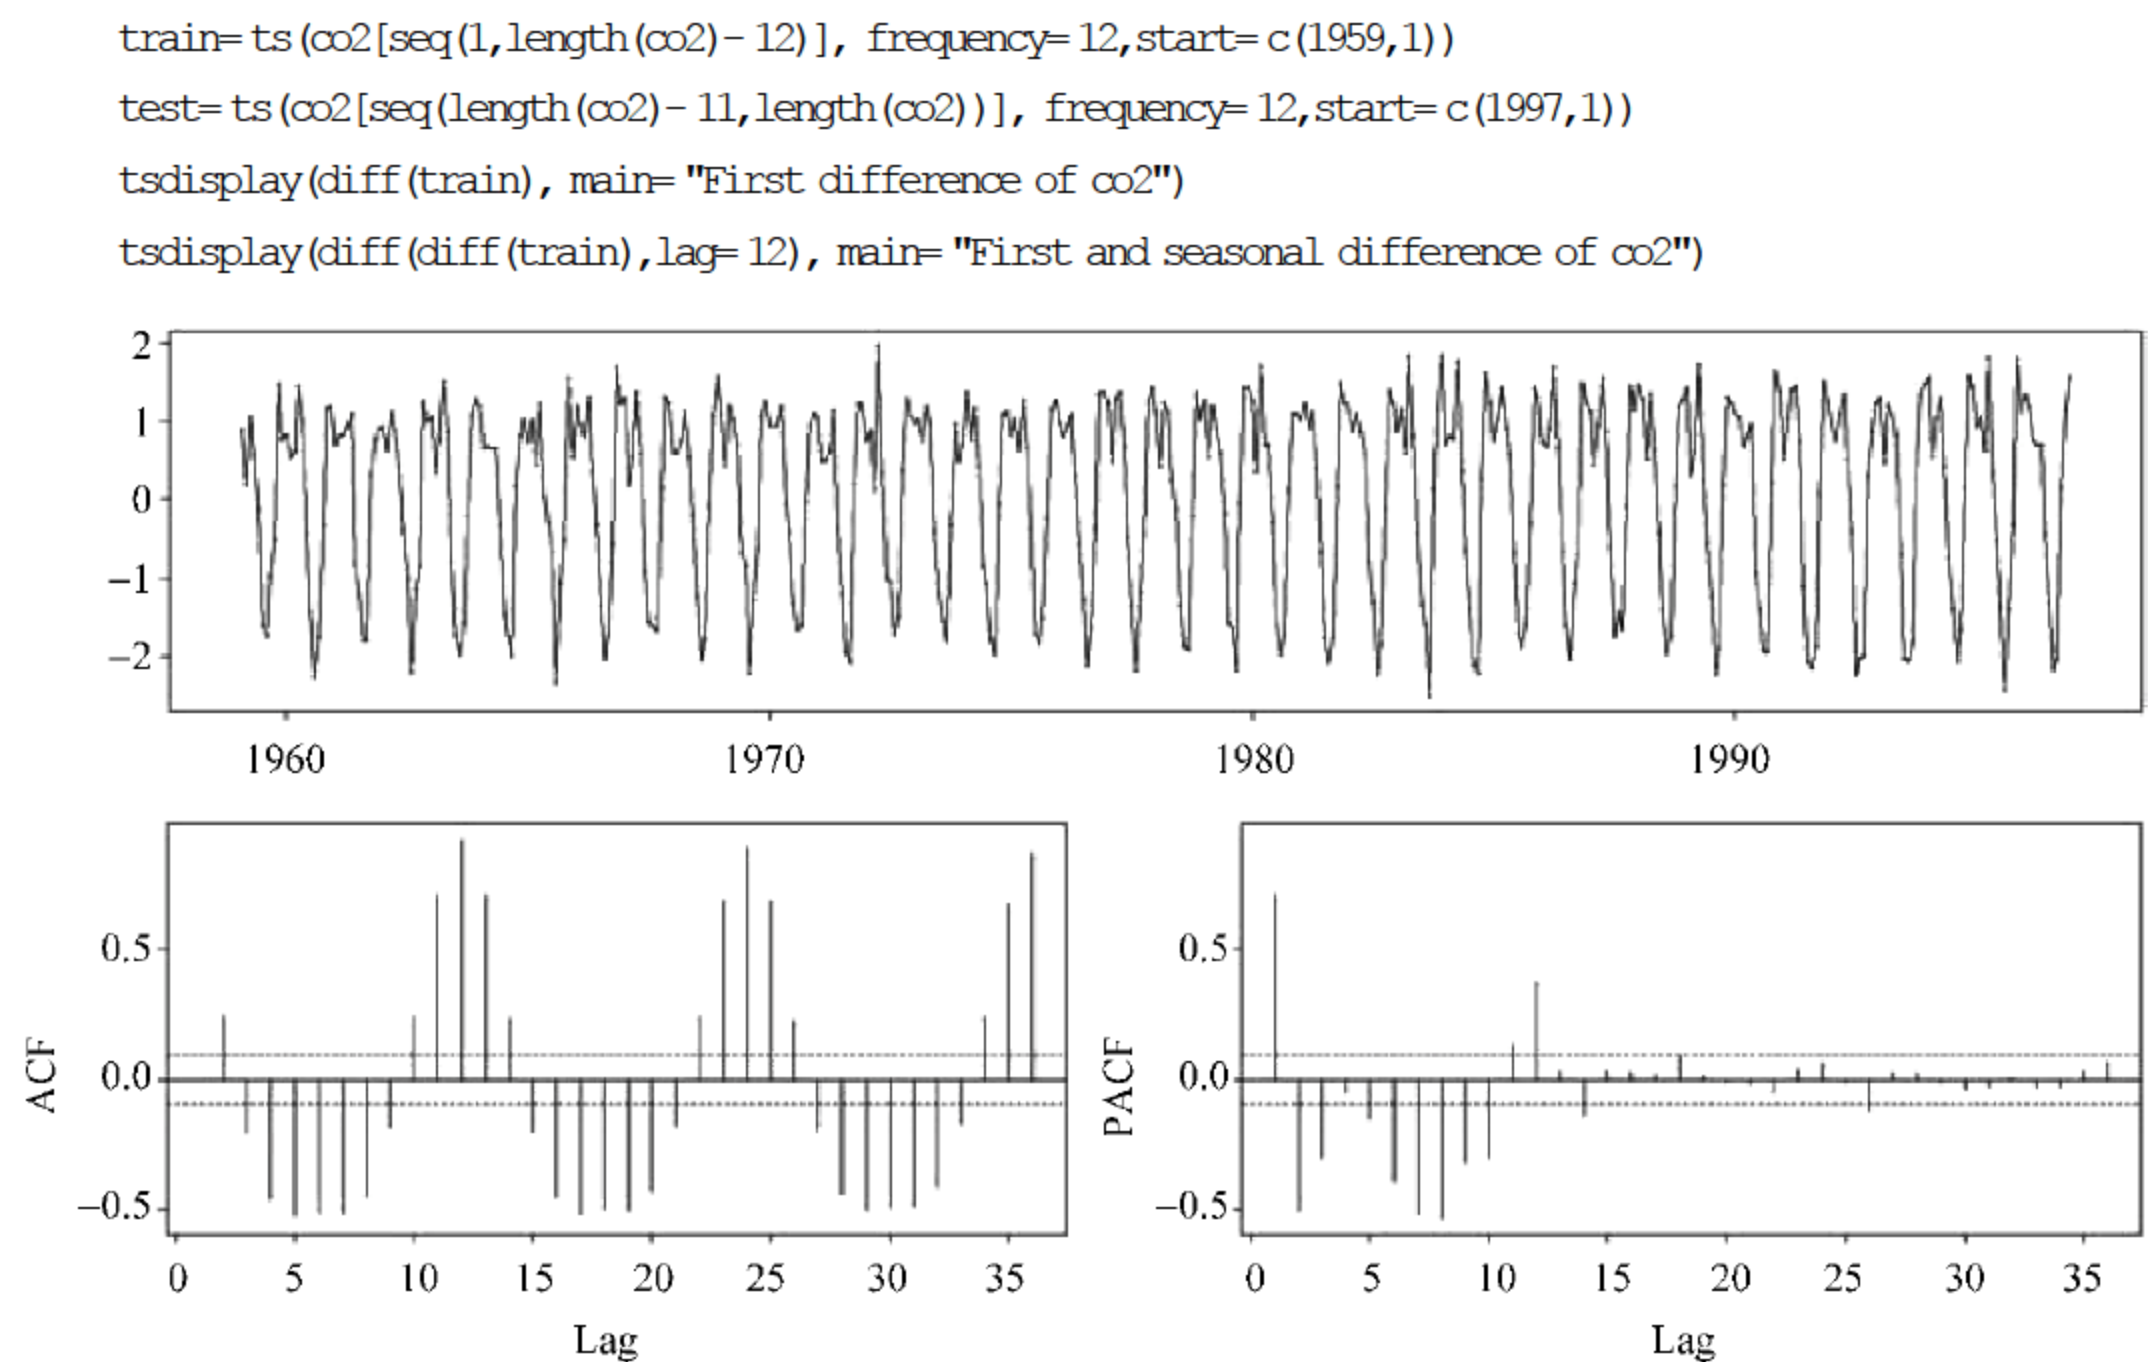 train=ts(co2[seq(1,length(co2)-12)], frequency=12,start=c(1959,1))
test=ts(co2[seq(length(co2)-11,length(co2))], frequency=12,start=c(1997,1))
tsdisplay(diff(train), main="First difference of co2")
tsdisplay(diff(diff(train),lag=12), main="First and seasonal difference of co2")
2
1
0
−1
−2
1960 1970 1980 1990
0.5 0.5
ACF 0.0 PACF 0.0
−0.5 −0.5
0 5 10 15 20 25 30 35 0 5 10 15 20 25 30 35
Lag Lag